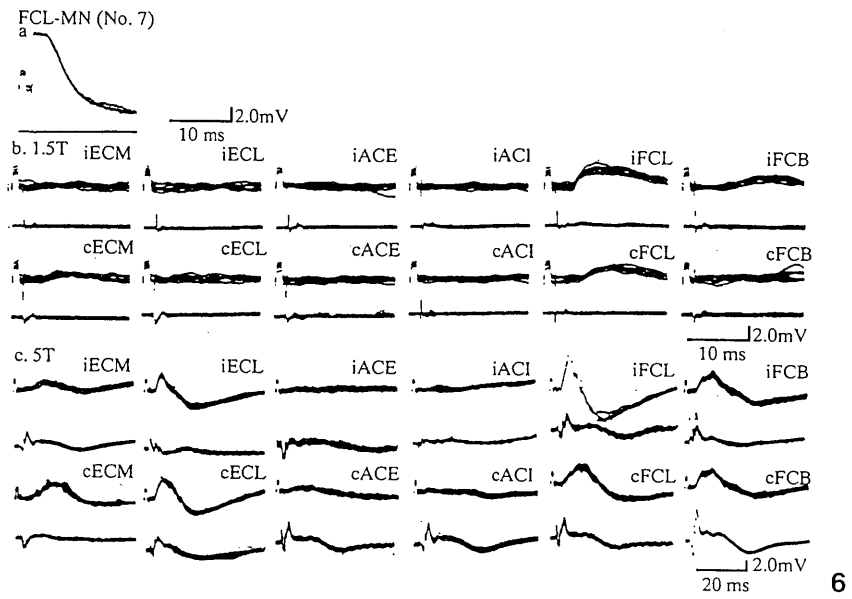 FCL-MN (No. 7)
a
2.0mV
10 ms
b. 1.5T iECM iECL iACE iACI iFCL iFCB
cECM cECL cACE cACI cFCL cFCB
2.0mV
10 ms
c. 5T iECM iECL iACE iACI iFCL iFCB
cECM cECL cACE cACI cFCL cFCB
2.0mV
20 ms
6